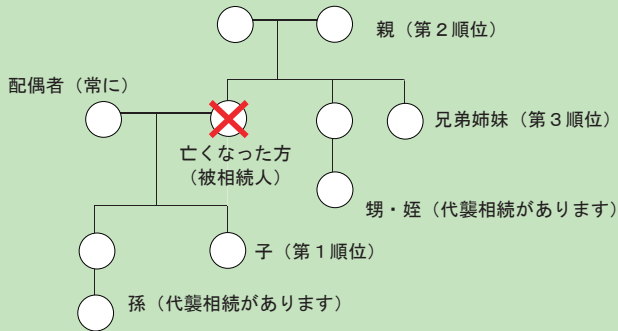 親（第２順位）
配偶者（常に）
兄弟姉妹（第３順位）
亡くなった方
（被相続人）
甥・姪（代襲相続があります）
子（第１順位）
孫（代襲相続があります）